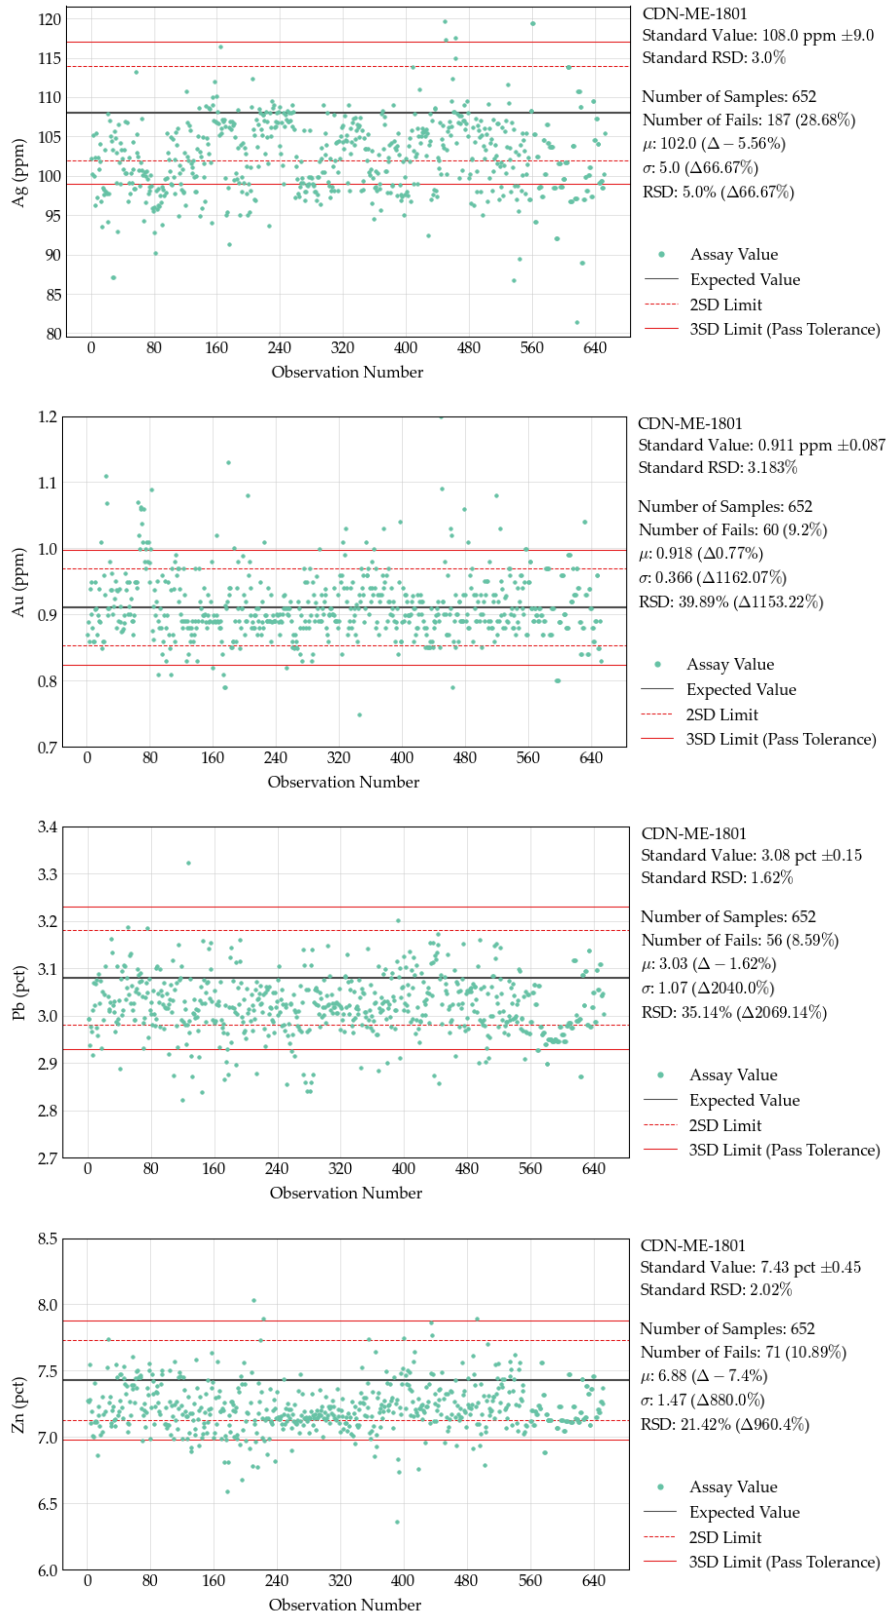 CDN-ME-1801
Standard Value: 108.0 ppm ±9.0
Standard RSD: 3.0%
Number of Samples: 652
Number of Fails: 187 (28.68%)
μ: 102.0 (Δ − 5.56%)
σ: 5.0 (Δ66.67%)
RSD: 5.0% (Δ66.67%)
Assay Value
Expected Value
2SD Limit
3SD Limit (Pass Tolerance)
Ag (ppm)
120
115
110
105
100
95
90
85
80
0 80 160 240 320 400 480 560 640
Observation Number
CDN-ME-1801
Standard Value: 0.911 ppm ±0.087
Standard RSD: 3.183%
Number of Samples: 652
Number of Fails: 60 (9.2%)
μ: 0.918 (Δ0.77%)
σ: 0.366 (Δ1162.07%)
RSD: 39.89% (Δ1153.22%)
Assay Value
Expected Value
2SD Limit
3SD Limit (Pass Tolerance)
Au (ppm)
1.2
1.1
1.0
0.9
0.8
0.7
0 80 160 240 320 400 480 560 640
Observation Number
CDN-ME-1801
Standard Value: 3.08 pct ±0.15
Standard RSD: 1.62%
Number of Samples: 652
Number of Fails: 56 (8.59%)
μ: 3.03 (Δ − 1.62%)
σ: 1.07 (Δ2040.0%)
RSD: 35.14% (Δ2069.14%)
Assay Value
Expected Value
2SD Limit
3SD Limit (Pass Tolerance)
Pb (pct)
3.4
3.3
3.2
3.1
3.0
2.9
2.8
2.7
0 80 160 240 320 400 480 560 640
Observation Number
CDN-ME-1801
Standard Value: 7.43 pct ±0.45
Standard RSD: 2.02%
Number of Samples: 652
Number of Fails: 71 (10.89%)
μ: 6.88 (Δ − 7.4%)
σ: 1.47 (Δ880.0%)
RSD: 21.42% (Δ960.4%)
Assay Value
Expected Value
2SD Limit
3SD Limit (Pass Tolerance)
Zn (pct)
8.5
8.0
7.5
7.0
6.5
6.0
0 80 160 240 320 400 480 560 640
Observation Number